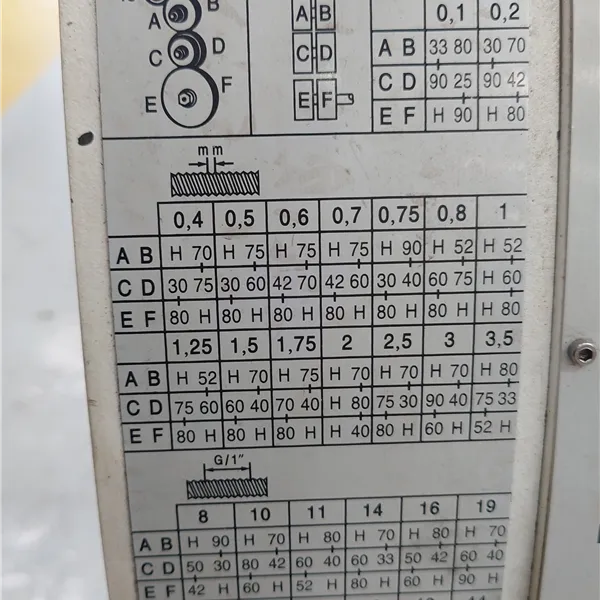 A B A B 0,1 0,2
C D C D A B 33 80 30 70
C D 90 25 90 42
E F E F E F H 90 H 80
mm
0,4 0,5 0,6 0,7 0,75 0,8 1
A B H 70 H 75 H 75 H 75 H 90 H 52 H 52
C D 30 75 30 60 42 70 42 60 30 40 60 75 H 60
E F 80 H 80 H 80 H 80 H 80 H 80 H H 80
1,25 1,5 1,75 2 2,5 3 3,5
A B H 52 H 70 H 75 H 70 H 70 H 70 H 80
C D 75 60 60 40 70 40 H 80 75 30 90 40 75 33
E F 80 H 80 H 80 H H 40 80 H 60 H 52 H
G/1"
8 10 11 14 16 19
A B H 90 H 70 H 80 H 70 H 80 H 70
C D 50 30 80 42 60 40 60 33 50 42 60 40
E F 42 H 60 H 52 H 80 H 60 H 90 H